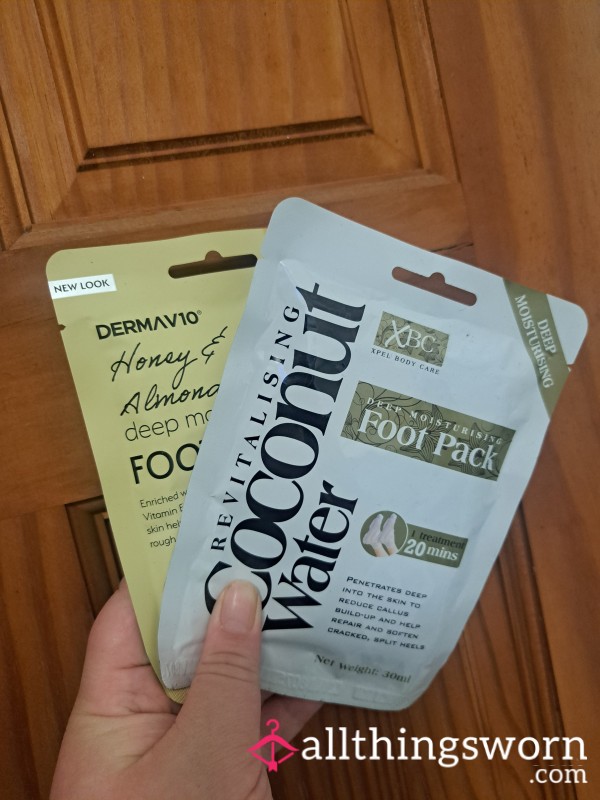 NEW LOOK
DERMAV10®
Honey &
Almond
deep mo
FOO
Enriched w
Vitamin E
skin hel
rough
REVITALISING
Coconut
Water
XBC
XPEL BODY CARE
DEEP
MOISTURISING
DEEP MOISTURISING
Foot Pack
1 treatment
20 mins
PENETRATES DEEP
INTO THE SKIN TO
REDUCE CALLUS
BUILD-UP AND HELP
REPAIR AND SOFTEN
CRACKED, SPLIT HEELS
Net weight: 30ml
allthingsworn
.com